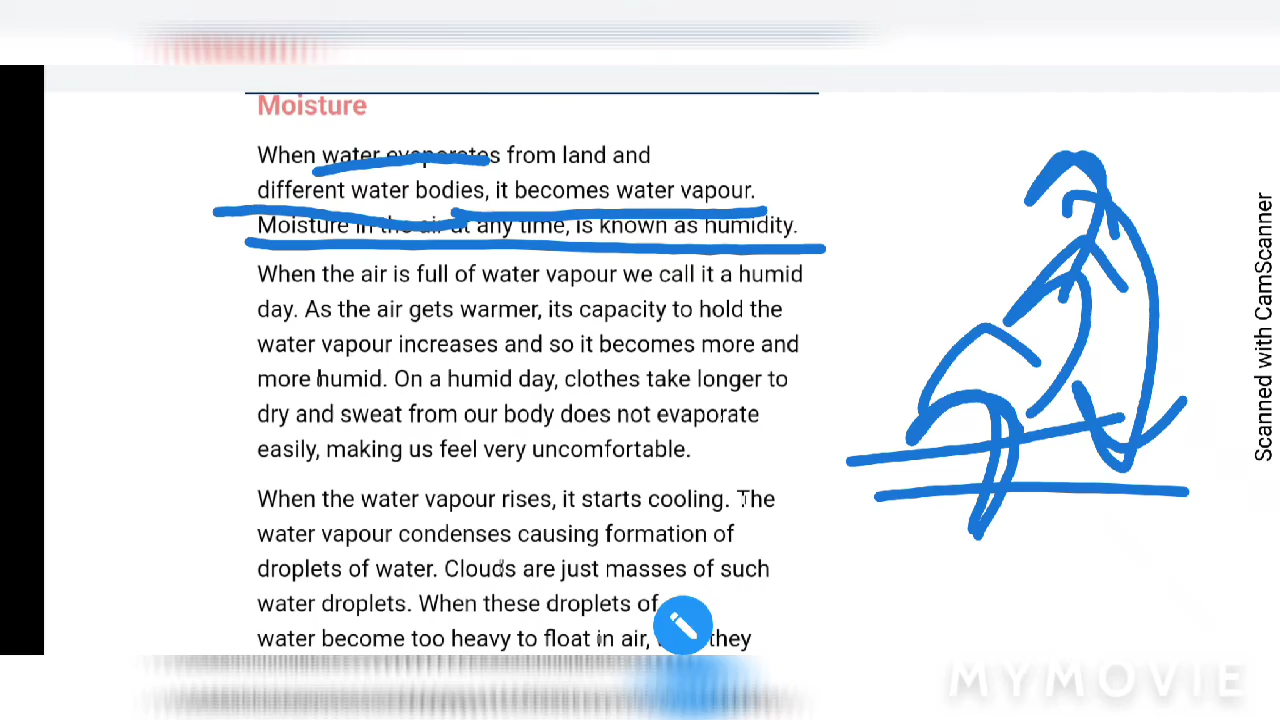 Moisture
When water evaporates from land and
different water bodies, it becomes water vapour.
Moisture in the air at any time, is known as humidity.
When the air is full of water vapour we call it a humid
day. As the air gets warmer, its capacity to hold the
water vapour increases and so it becomes more and
more humid. On a humid day, clothes take longer to
dry and sweat from our body does not evaporate
easily, making us feel very uncomfortable.
When the water vapour rises, it starts cooling. The
water vapour condenses causing formation of
droplets of water. Clouds are just masses of such
water droplets. When these droplets of
water become too heavy to float in air, they
Scanned with CamScanner
MYMOVIE